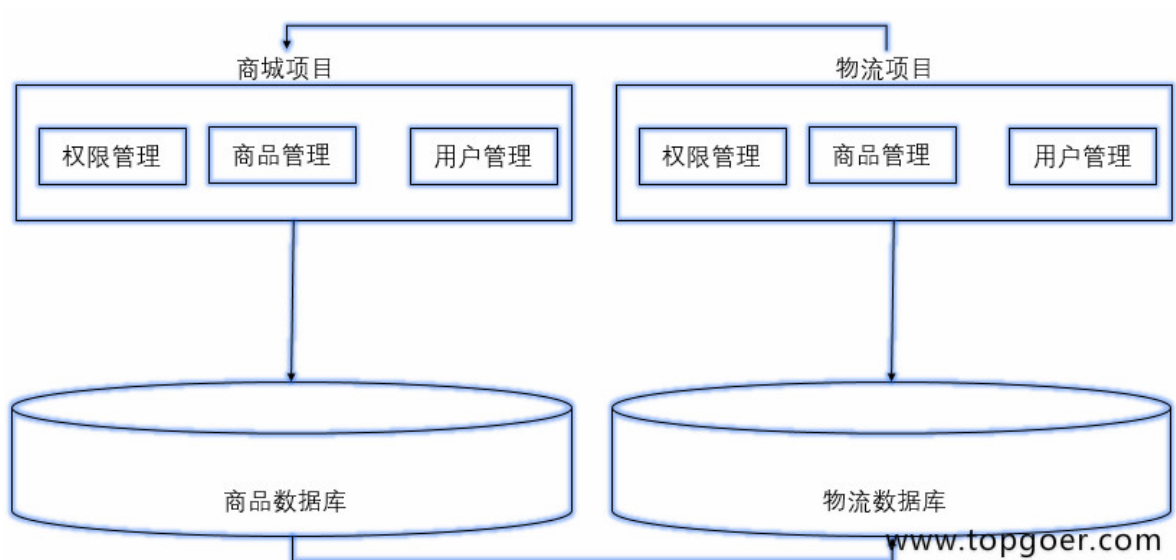 商城项目
物流项目
权限管理
商品管理
用户管理
权限管理
商品管理
用户管理
商品数据库
物流数据库
www.topgoer.com